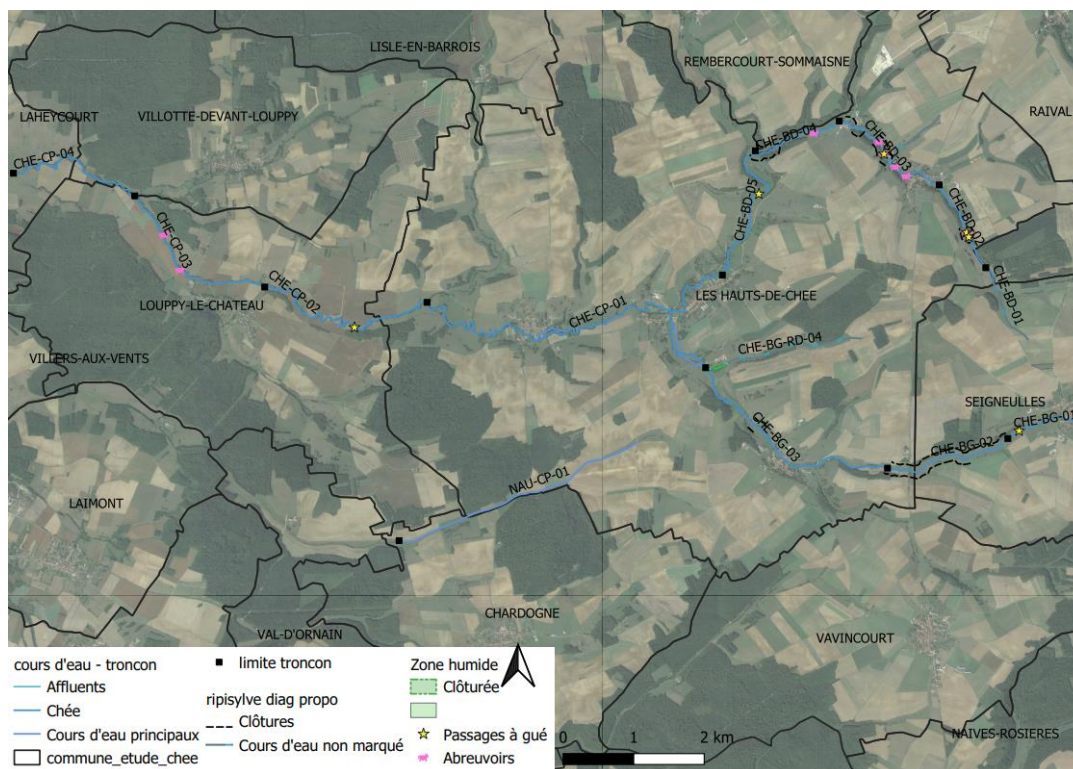 LISLE-EN-BARROIS
REMBERCOURT-SOMMAISNE
LAHEYCOURT
VILLOTTE-DEVANT-LOUPPY
RAIVAL
CHE-CP-04
CHE-BD-04
CHE-BD-03
CHE-BD-05
CHE-BD-02
CHE-CP-03
CHE-CP-02
LOUPPY-LE-CHATEAU
CHE-CP-01
LES HAUTS-DE-CHEE
CHE-BD-01
CHE-BG-RD-04
VILLERS-AUX-VENTS
SEIGNEULLES
CHE-BG-01
CHE-BG-02
CHE-BG-03
NAU-CP-01
LAIMONT
CHARDOGNE
VAL-D'ORNAIN
VAVINCOURT
NAIVES-ROSIERES
cours d'eau - troncon
Affluents
Chée
Cours d'eau principaux
commune_etude_chee
limite troncon
ripisylve diag propo
Clôtures
Cours d'eau non marqué
Zone humide
Clôturée
Passages à gué
Abreuvoirs
0 1 2 km